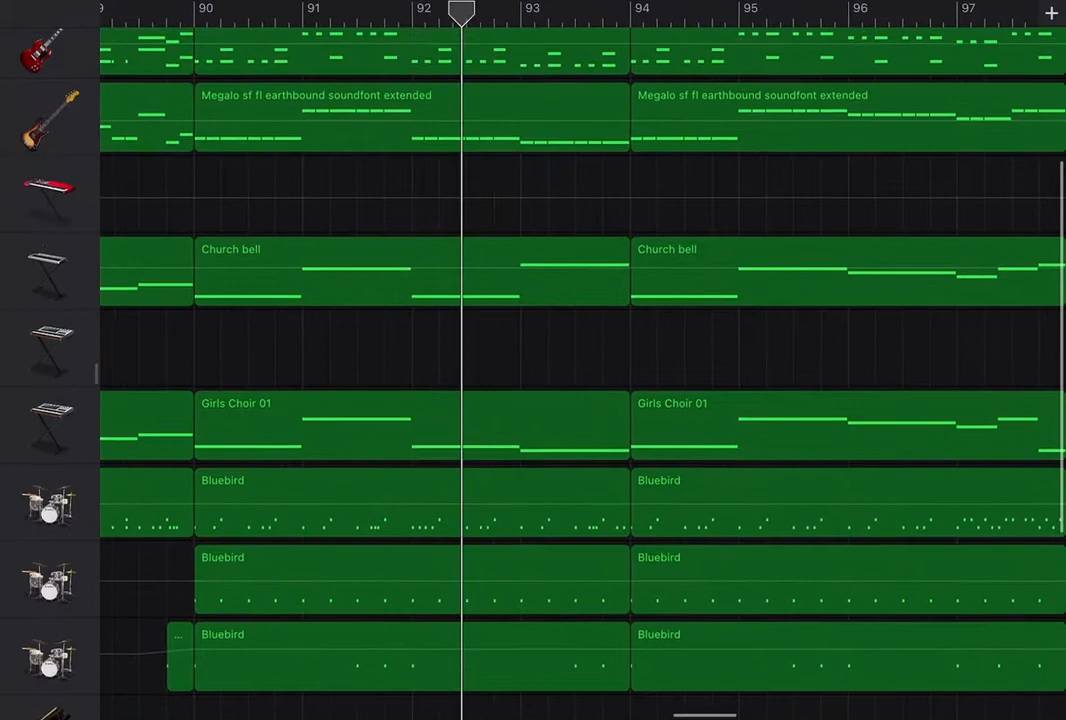 9 90 91 92 93 94 95 96 97 +
Megalo sf fl earthbound soundfont extended Megalo sf fl earthbound soundfont extended
Church bell Church bell
Girls Choir 01 Girls Choir 01
Bluebird Bluebird
Bluebird Bluebird
... Bluebird Bluebird